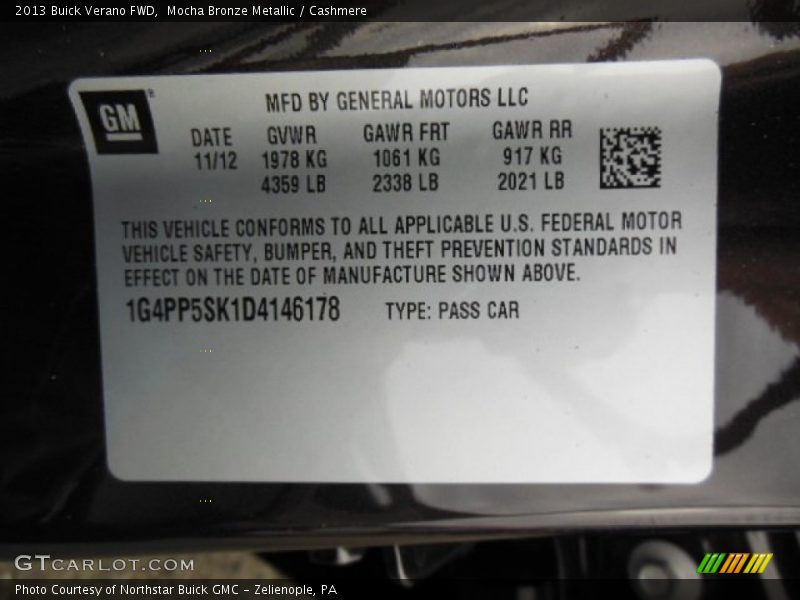 2013 Buick Verano FWD, Mocha Bronze Metallic / Cashmere
GM
MFD BY GENERAL MOTORS LLC
DATE GVWR GAWR FRT GAWR RR
11/12 1978 KG 1061 KG 917 KG
4359 LB 2338 LB 2021 LB
THIS VEHICLE CONFORMS TO ALL APPLICABLE U.S. FEDERAL MOTOR
VEHICLE SAFETY, BUMPER, AND THEFT PREVENTION STANDARDS IN
EFFECT ON THE DATE OF MANUFACTURE SHOWN ABOVE.
1G4PP5SK1D4146178 TYPE: PASS CAR
GTCARLOT.COM
Photo Courtesy of Northstar Buick GMC - Zelienople, PA